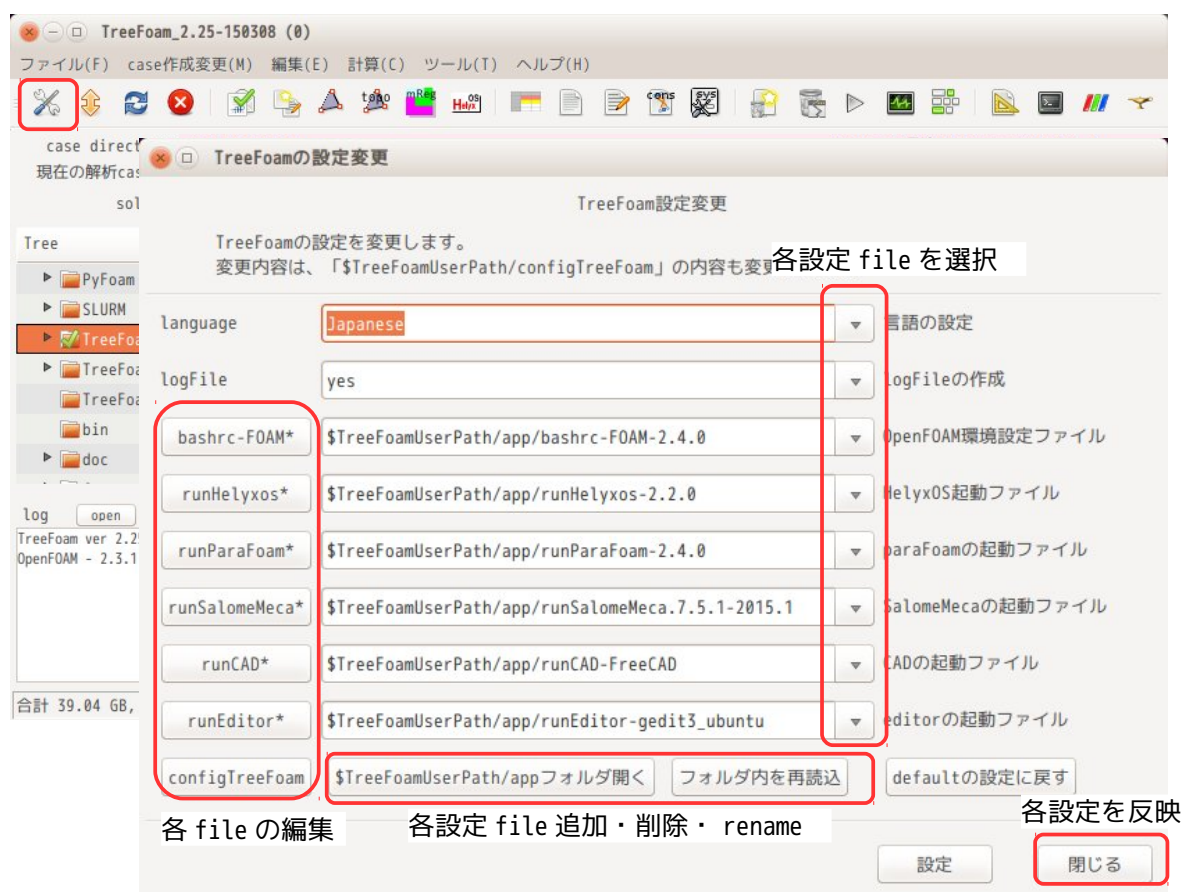 TreeFoam_2.25-150308 (0)
ファイル(F) case作成変更(M) 編集(E) 計算(C) ツール(T) ヘルプ(H)
case direct
現在の解析cas
sol
Tree
PyFoam
SLURM
TreeFoa
TreeFoa
TreeFoa
bin
doc
log open
TreeFoam ver 2.2
OpenFOAM - 2.3.1
合計 39.04 GB,
TreeFoamの設定変更
TreeFoam設定変更
TreeFoamの設定を変更します。
変更内容は、「$TreeFoamUserPath/configTreeFoam」の内容も変更
各設定 file を選択
language Japanese 言語の設定
logFile yes logFileの作成
bashrc-FOAM* $TreeFoamUserPath/app/bashrc-FOAM-2.4.0 OpenFOAM環境設定ファイル
runHelyxos* $TreeFoamUserPath/app/runHelyxos-2.2.0 HelyxOS起動ファイル
runParaFoam* $TreeFoamUserPath/app/runParaFoam-2.4.0 paraFoamの起動ファイル
runSalomeMeca* $TreeFoamUserPath/app/runSalomeMeca.7.5.1-2015.1 SalomeMecaの起動ファイル
runCAD* $TreeFoamUserPath/app/runCAD-FreeCAD CADの起動ファイル
runEditor* $TreeFoamUserPath/app/runEditor-gedit3_ubuntu editorの起動ファイル
configTreeFoam $TreeFoamUserPath/appフォルダ開く フォルダ内を再読込 defaultの設定に戻す
各 file の編集 各設定 file 追加・削除・ rename 各設定を反映
設定 閉じる